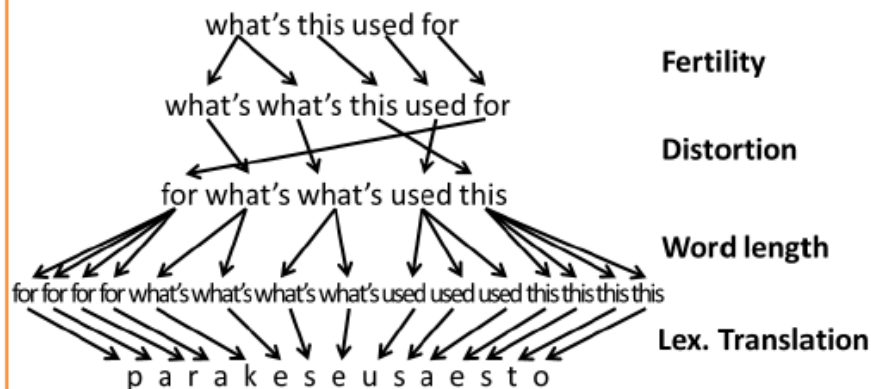 what's this used for
Fertility
what's what's this used for
Distortion
for what's what's used this
Word length
for for for for what's what's what's what's used used used this this this this
Lex. Translation
p a r a k e s e u s a e s t o